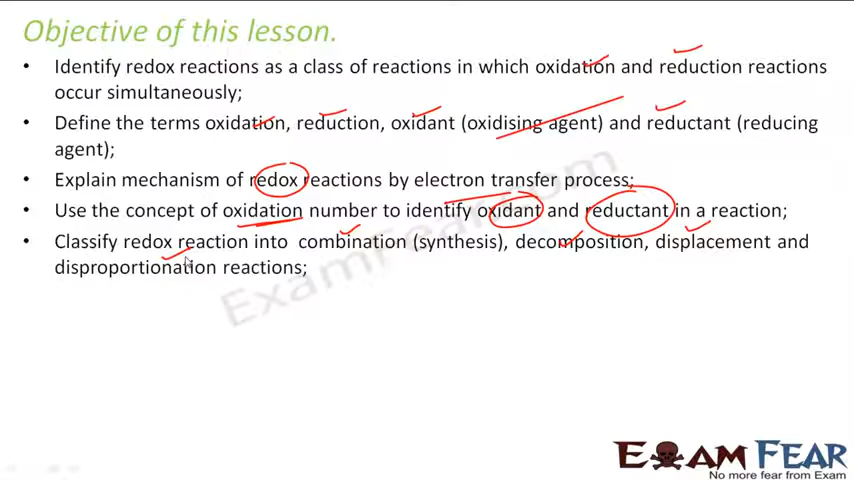 Objective of this lesson.
• Identify redox reactions as a class of reactions in which oxidation and reduction reactions
occur simultaneously;
• Define the terms oxidation, reduction, oxidant (oxidising agent) and reductant (reducing
agent);
• Explain mechanism of redox reactions by electron transfer process;
• Use the concept of oxidation number to identify oxidant and reductant in a reaction;
• Classify redox reaction into combination (synthesis), decomposition, displacement and
disproportionation reactions;
ExamFear.com
EXAM FEAR
No more fear from Exam